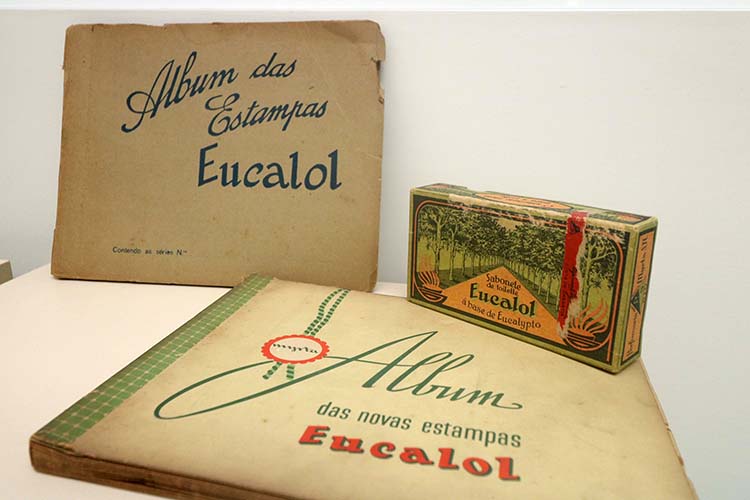 Album das
Estampas
Eucalol
Contendo as séries N.os
Sabonete
de toilette
Eucalol
á base de Eucalypto
myrta
Album
das novas estampas
Eucalol